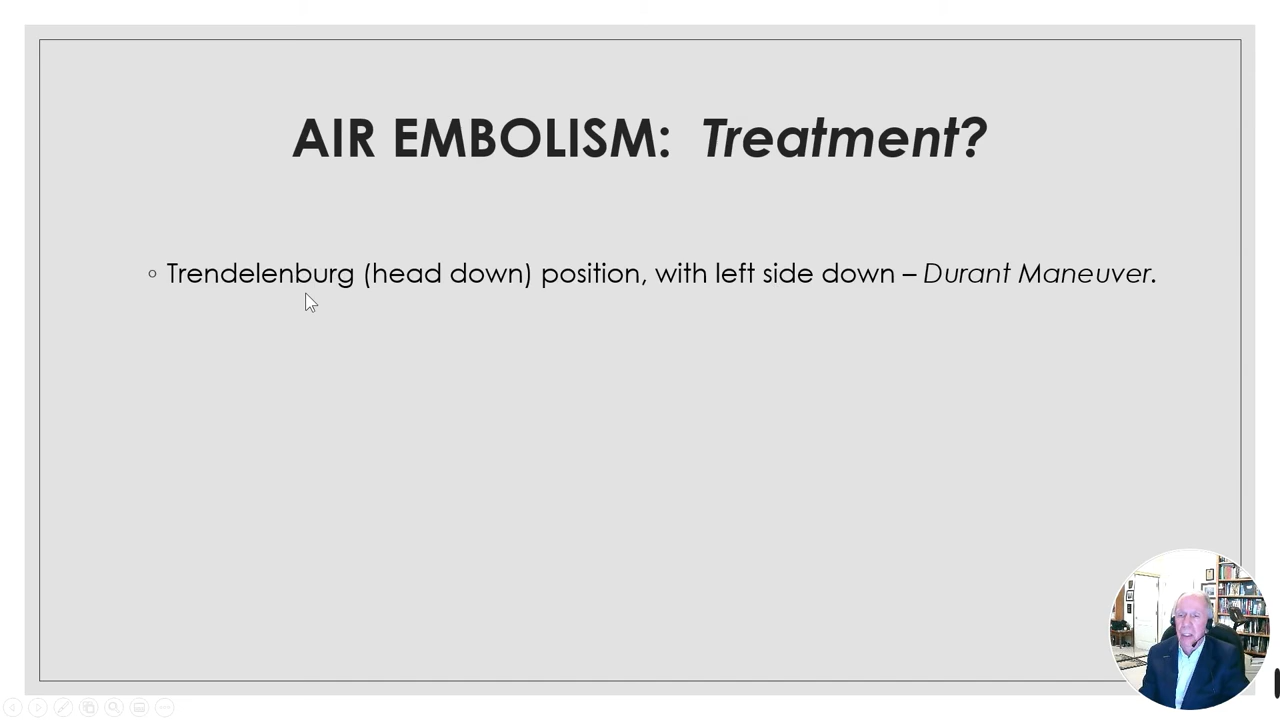 AIR EMBOLISM: Treatment?
◦ Trendelenburg (head down) position, with left side down – Durant Maneuver.